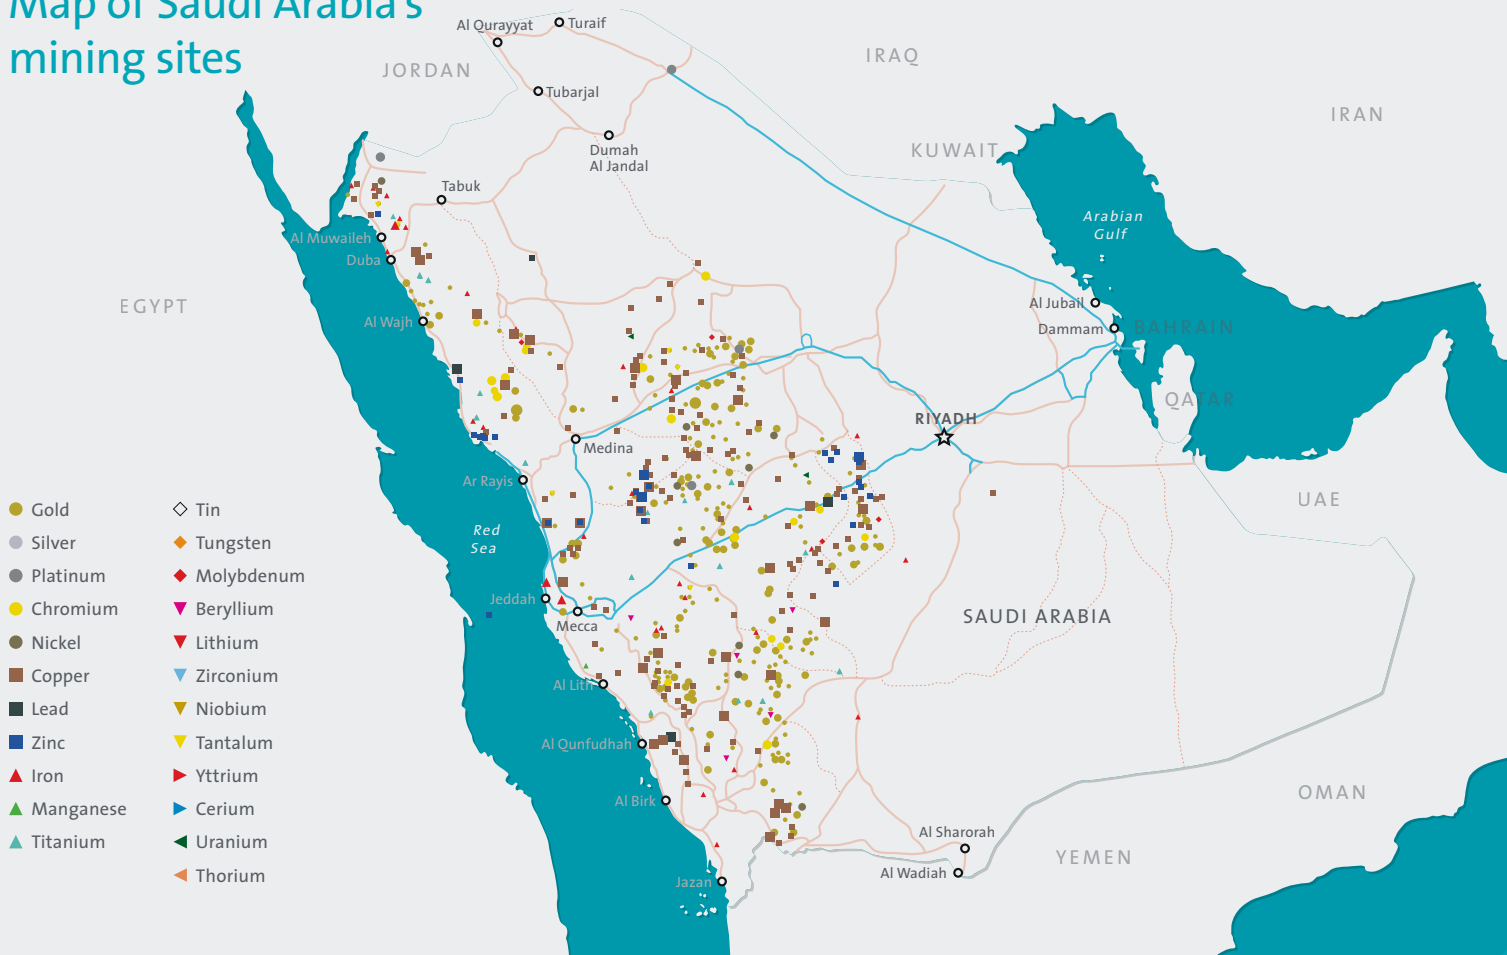 Map of Saudi Arabia's
mining sites
Al Qurayyat
Turaif
IRAQ
JORDAN
Tubarjal
IRAN
Dumah
Al Jandal
KUWAIT
Tabuk
Arabian
Gulf
Al Muwaileh
Duba
EGYPT
Al Jubail
Al Wajh
Dammam
BAHRAIN
QATAR
RIYADH
Medina
Ar Rayis
UAE
Red
Sea
Jeddah
Mecca
SAUDI ARABIA
Al Lith
Al Qunfudhah
Al Birk
OMAN
Al Sharorah
YEMEN
Al Wadiah
Jazan
Gold
Silver
Platinum
Chromium
Nickel
Copper
Lead
Zinc
Iron
Manganese
Titanium
Tin
Tungsten
Molybdenum
Beryllium
Lithium
Zirconium
Niobium
Tantalum
Yttrium
Cerium
Uranium
Thorium